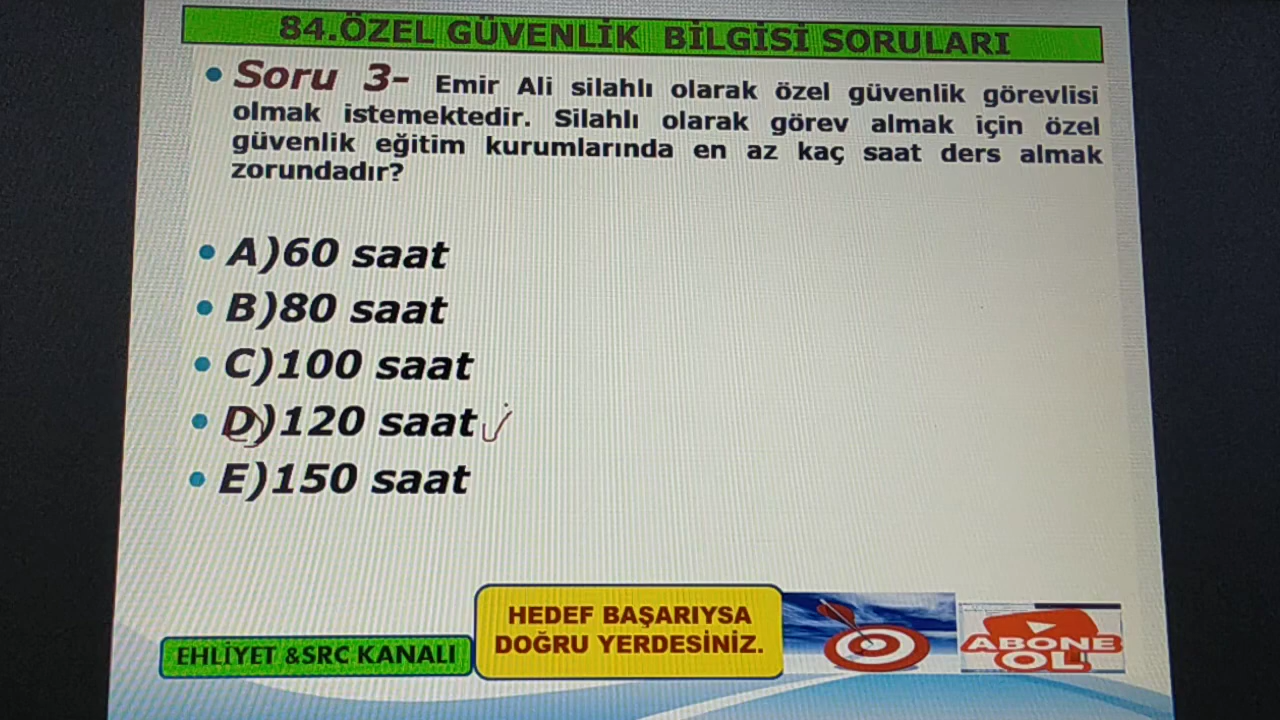 84.ÖZEL GÜVENLİK BİLGİSİ SORULARI
• Soru 3- Emir Ali silahlı olarak özel güvenlik görevlisi
olmak istemektedir. Silahlı olarak görev almak için özel
güvenlik eğitim kurumlarında en az kaç saat ders almak
zorundadır?
• A)60 saat
• B)80 saat
• C)100 saat
• D)120 saat
• E)150 saat
HEDEF BAŞARIYSA
DOĞRU YERDESİNİZ.
EHLİYET &SRC KANALI
ABONE
OL!